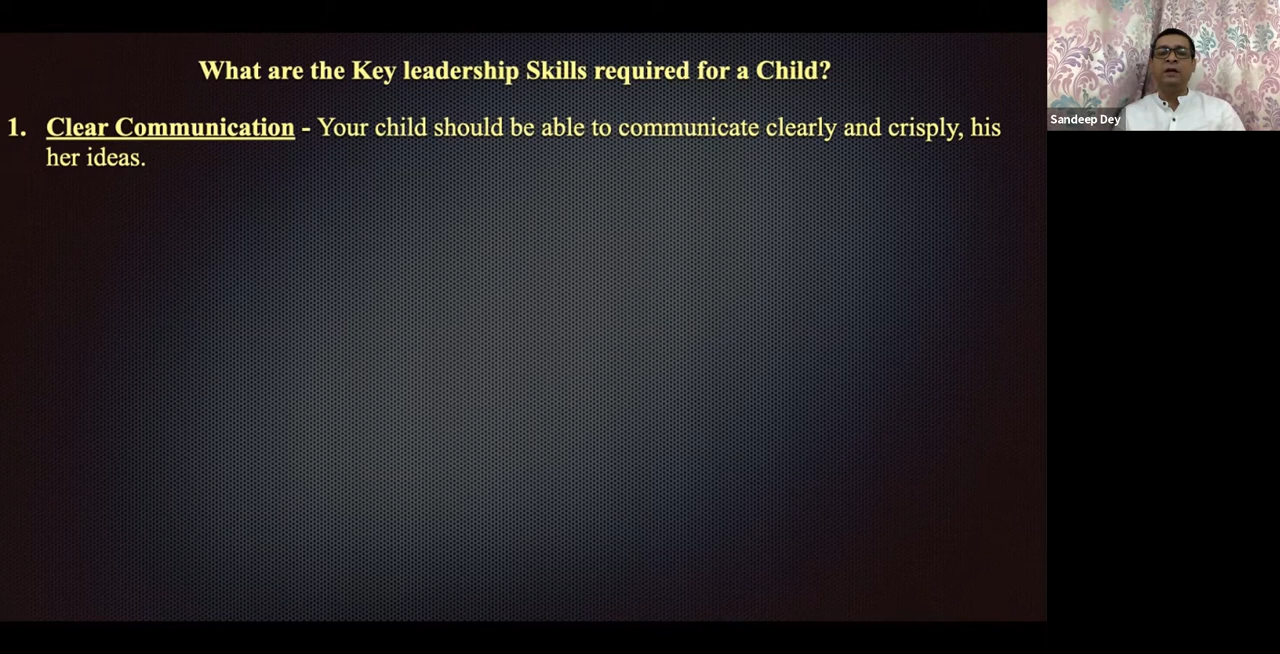 What are the Key leadership Skills required for a Child?
1. Clear Communication - Your child should be able to communicate clearly and crisply, his
her ideas.
Sandeep Dey